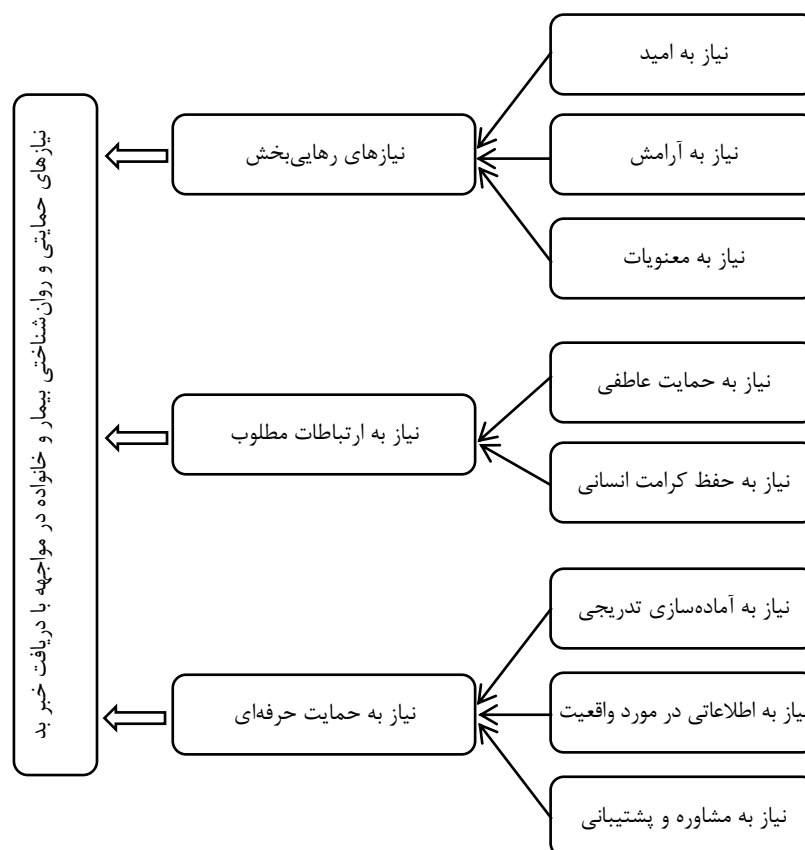 نیاز به امید
نیاز به آرامش
نیاز به معنویات
نیازهای رهایی‌بخش
نیاز به حمایت عاطفی
نیاز به حفظ کرامت انسانی
نیاز به ارتباطات مطلوب
نیاز به آماده‌سازی تدریجی
نیاز به اطلاعاتی در مورد واقعیت
نیاز به مشاوره و پشتیبانی
نیاز به حمایت حرفه‌ای
نیازهای حمایتی و روان‌شناختی بیمار و خانواده در مواجهه با دریافت خبر بد